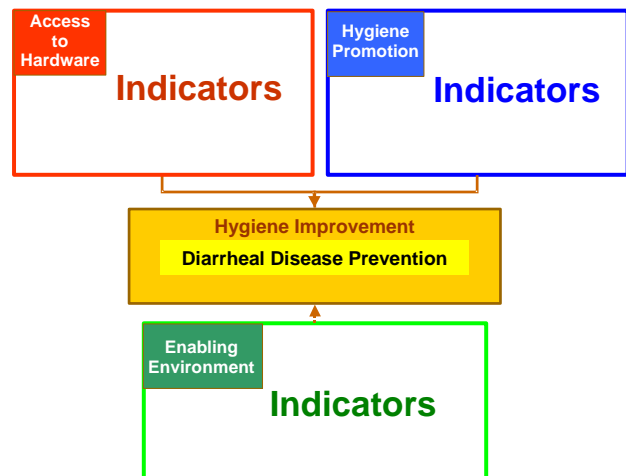 Access
to
Hardware
Indicators
Hygiene
Promotion
Indicators
Hygiene Improvement
Diarrheal Disease Prevention
Enabling
Environment
Indicators